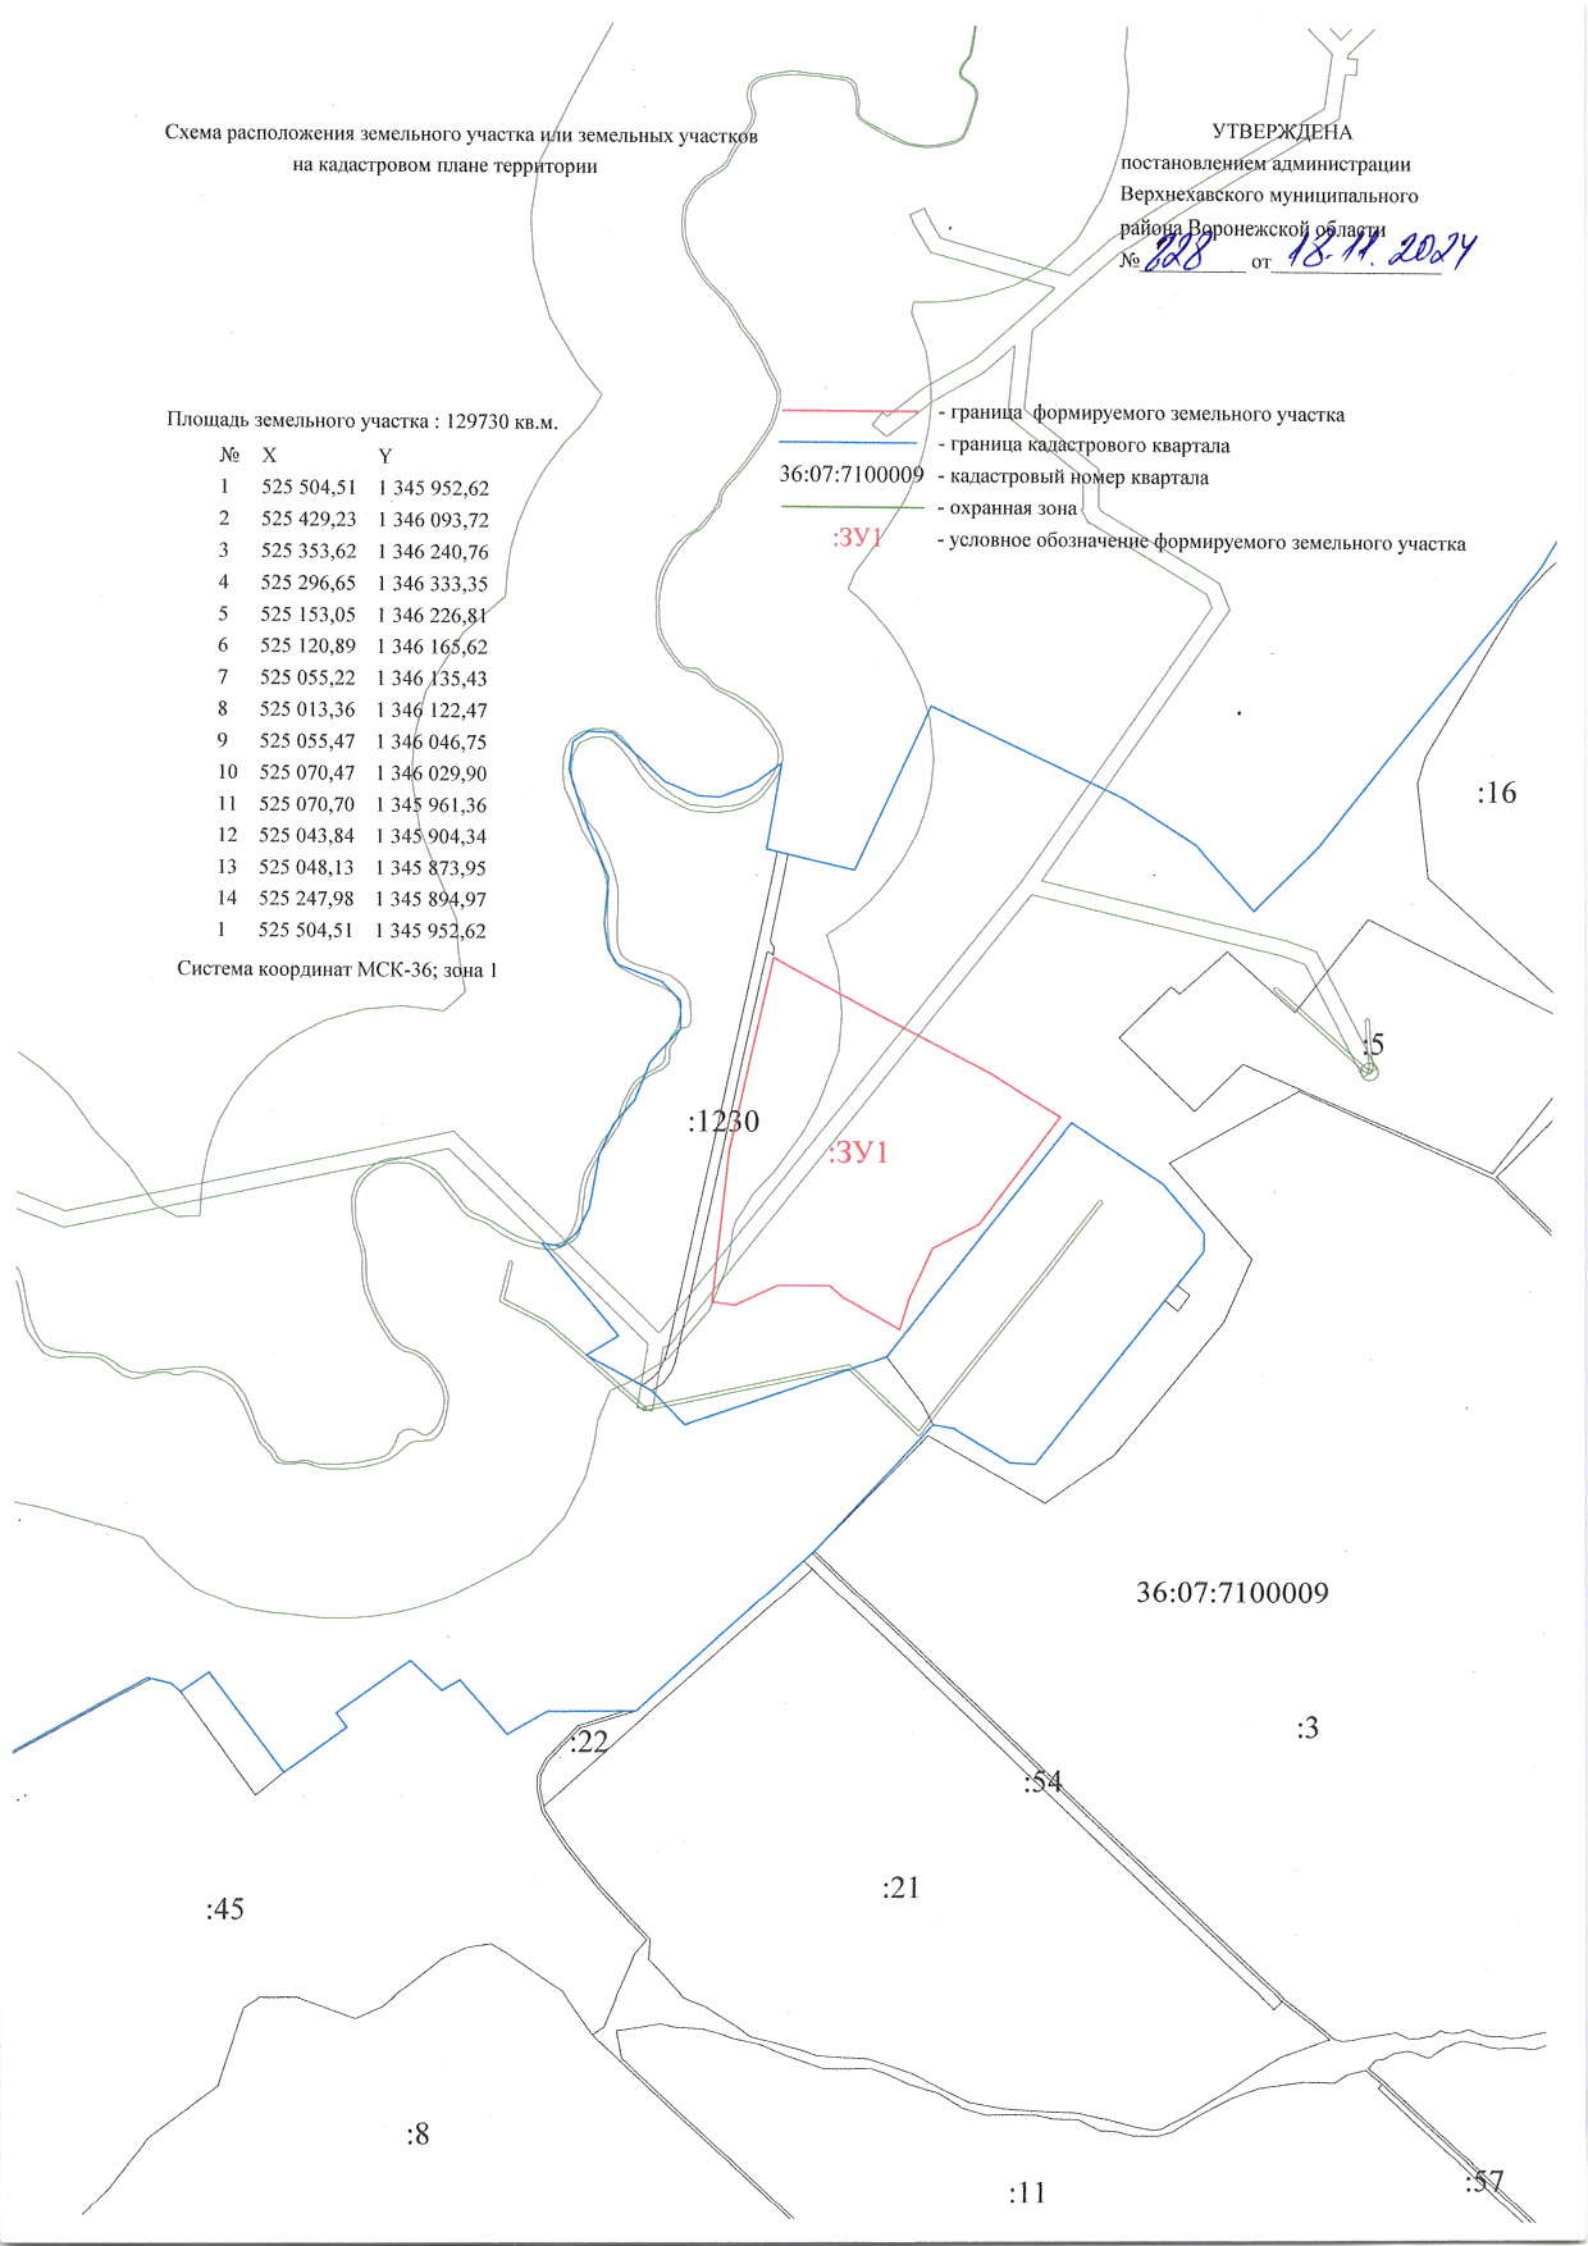 Схема расположения земельного участка или земельных участков
на кадастровом плане территории
УТВЕРЖДЕНА
постановлением администрации
Верхнехавского муниципального
района Воронежской области
№ 228 от 18.11.2024
Площадь земельного участка : 129730 кв.м.
№ X Y
1 525 504,51 1 345 952,62
2 525 429,23 1 346 093,72
3 525 353,62 1 346 240,76
4 525 296,65 1 346 333,35
5 525 153,05 1 346 226,81
6 525 120,89 1 346 165,62
7 525 055,22 1 346 135,43
8 525 013,36 1 346 122,47
9 525 055,47 1 346 046,75
10 525 070,47 1 346 029,90
11 525 070,70 1 345 961,36
12 525 043,84 1 345 904,34
13 525 048,13 1 345 873,95
14 525 247,98 1 345 894,97
1 525 504,51 1 345 952,62
Система координат МСК-36; зона 1
- граница формируемого земельного участка
- граница кадастрового квартала
36:07:7100009 - кадастровый номер квартала
- охранная зона
:ЗУ1 - условное обозначение формируемого земельного участка
:16
:5
:1230
:ЗУ1
36:07:7100009
:3
:22
:54
:21
:45
:8
:11
:57